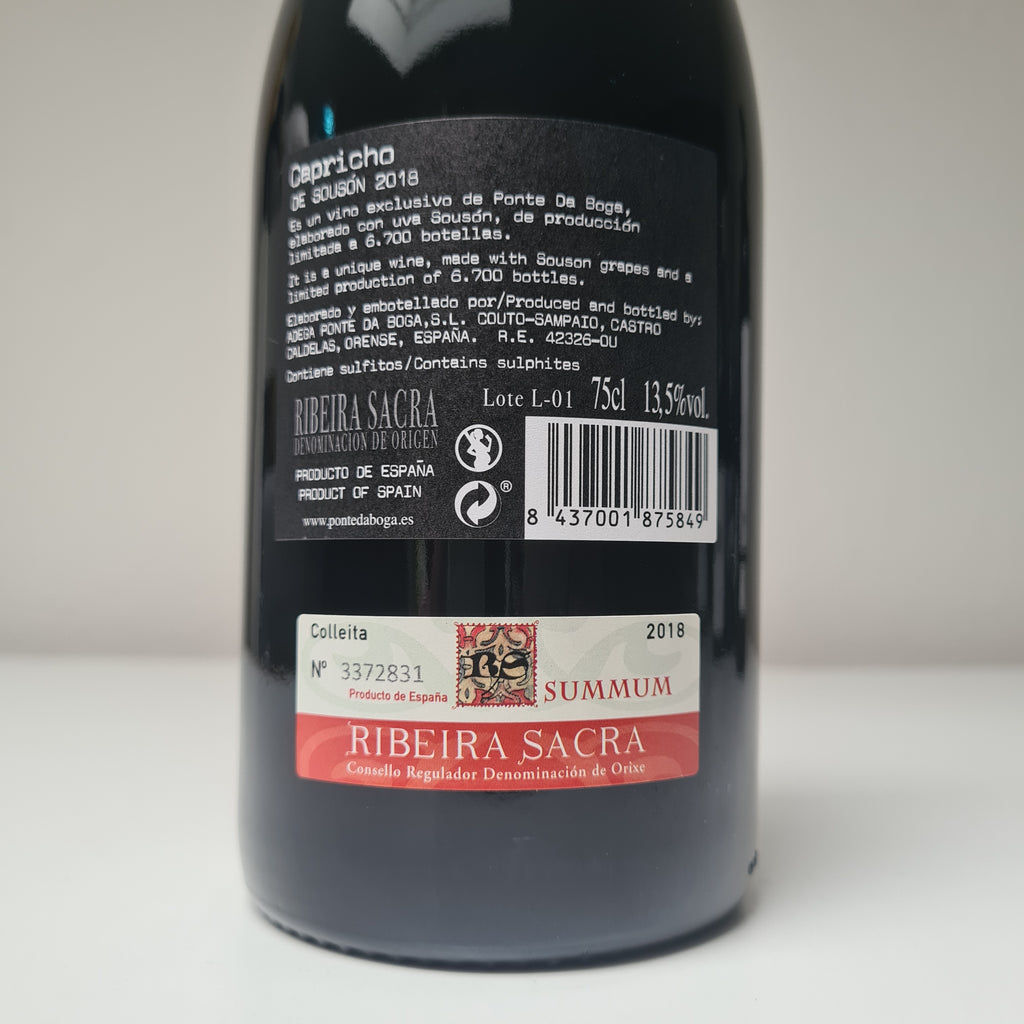 Capricho
DE SOUSÓN 2018
Es un vino exclusivo de Ponte Da Boga,
elaborado con uva Sousón, de producción
limitada a 6.700 botellas.
It is a unique wine, made with Souson grapes and a
limited production of 6.700 bottles.
Elaborado y embotellado por/Produced and bottled by:
ADEGA PONTE DA BOGA,S.L. COUTO-SAMPAIO, CASTRO
CALDELAS, ORENSE, ESPAÑA. R.E. 42326-OU
Contiene sulfitos/Contains sulphites
Lote L-01 75cl 13,5%vol.
RIBEIRA SACRA
DENOMINACIÓN DE ORIGEN
PRODUCTO DE ESPAÑA
PRODUCT OF SPAIN
www.pontedaboga.es
®
8 437001 875849
Colleita 2018
Nº 3372831
Producto de España
RS
SUMMUM
RIBEIRA SACRA
Consello Regulador Denominación de Orixe